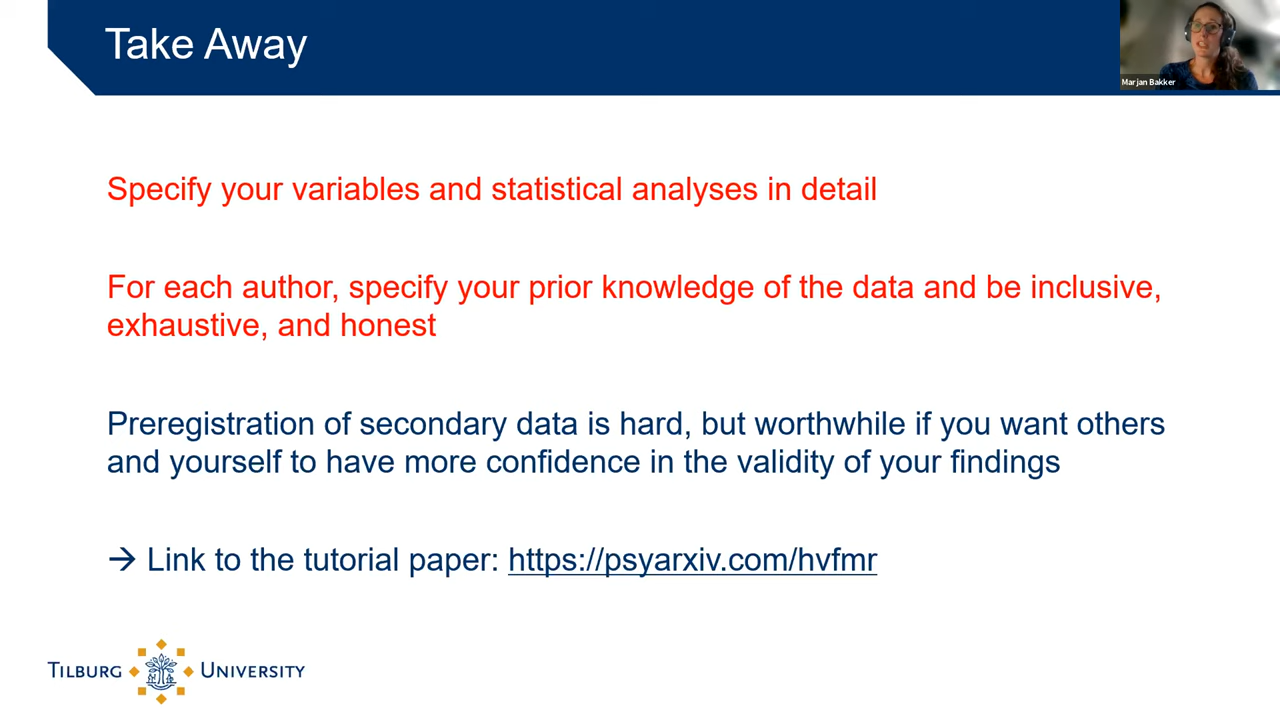 Take Away
Marjan Bakker
Specify your variables and statistical analyses in detail
For each author, specify your prior knowledge of the data and be inclusive,
exhaustive, and honest
Preregistration of secondary data is hard, but worthwhile if you want others
and yourself to have more confidence in the validity of your findings
→ Link to the tutorial paper: https://psyarxiv.com/hvfmr
TILBURG UNIVERSITY